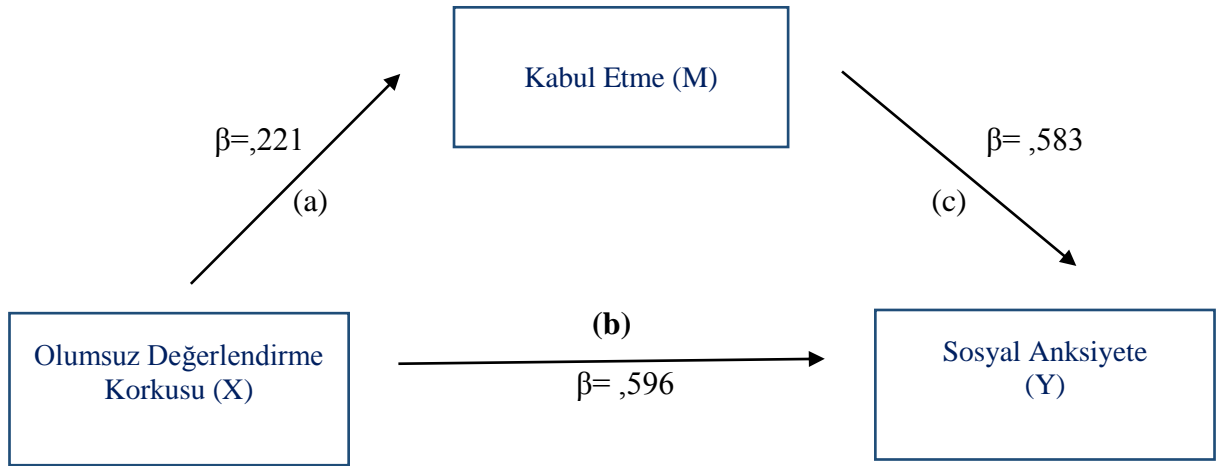 Kabul Etme (M)
β=,221
β= ,583
(a)
(c)
(b)
Olumsuz Değerlendirme
Korkusu (X)
β= ,596
Sosyal Anksiyete
(Y)